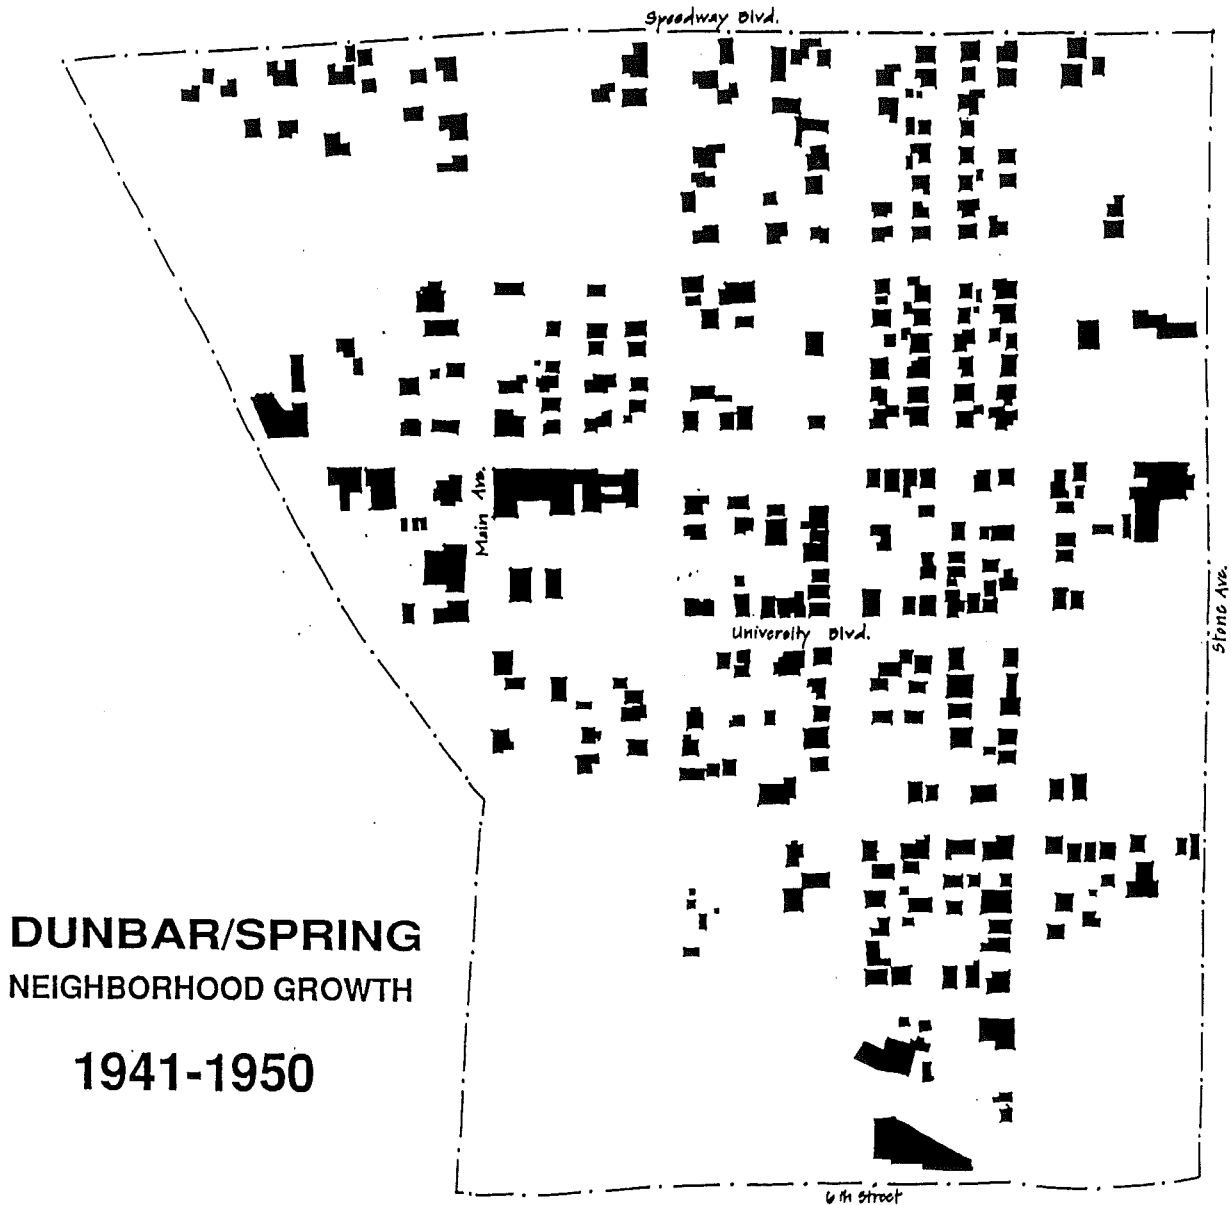 Speedway Blvd.
Main Ave.
Stone Ave.
University Blvd.
DUNBAR/SPRING
NEIGHBORHOOD GROWTH
1941-1950
6th Street